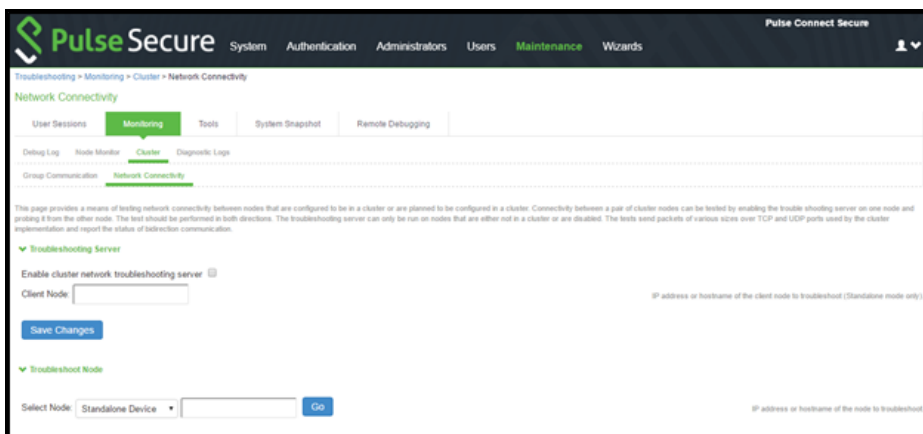 Pulse Connect Secure
Pulse Secure System Authentication Administrators Users Maintenance Wizards
Troubleshooting > Monitoring > Cluster > Network Connectivity
Network Connectivity
User Sessions Monitoring Tools System Snapshot Remote Debugging
Debug Log Node Monitor Cluster Diagnostic Logs
Group Communication Network Connectivity
This page provides a means of testing network connectivity between nodes that are configured to be in a cluster or are planned to be configured in a cluster. Connectivity between a pair of cluster nodes can be tested by enabling the trouble shooting server on one node and
probing it from the other node. The test should be performed in both directions. The troubleshooting server can only be run on nodes that are either not in a cluster or are disabled. The tests send packets of various sizes over TCP and UDP ports used by the cluster
implementation and report the status of bidirection communication.
Troubleshooting Server
Enable cluster network troubleshooting server
Client Node: IP address or hostname of the client node to troubleshoot (Standalone mode only)
Save Changes
Troubleshoot Node
Select Node: Standalone Device Go IP address or hostname of the node to troubleshoot